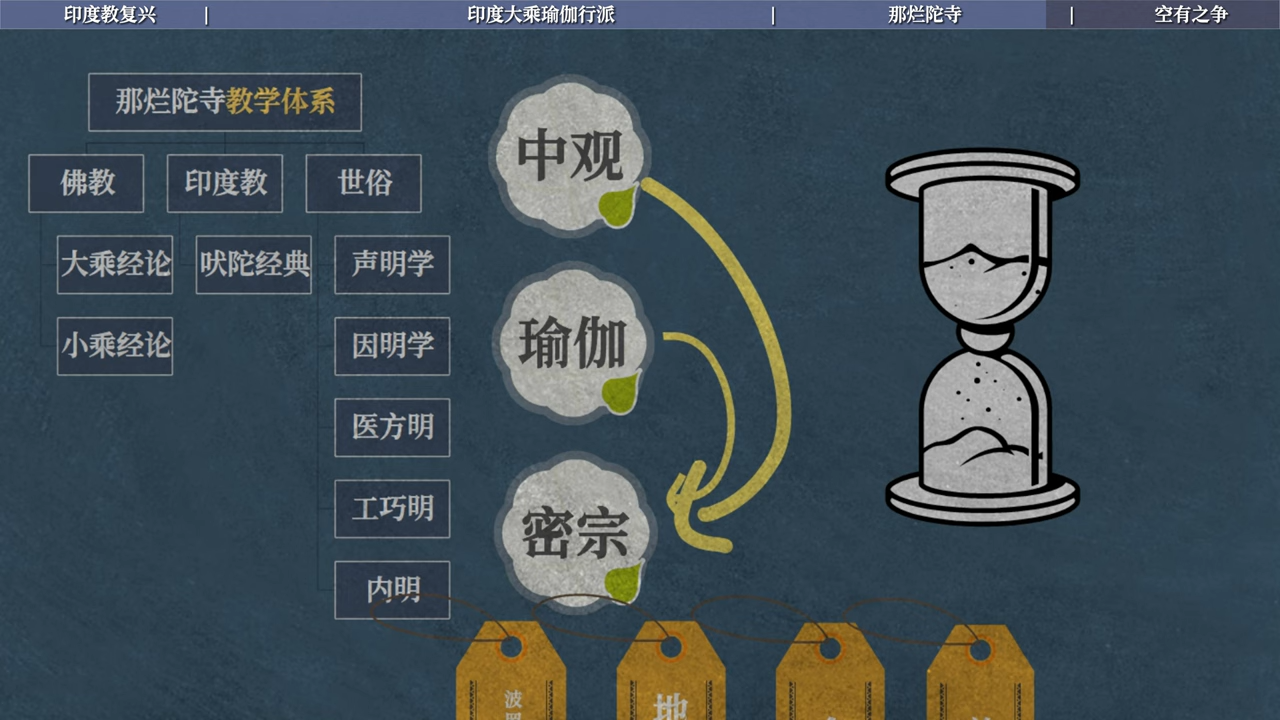 印度教复兴 | 印度大乘瑜伽行派 | 那烂陀寺 | 空有之争
那烂陀寺教学体系
佛教 印度教 世俗
大乘经论 吠陀经典 声明学
小乘经论 因明学
医方明
工巧明
内明
中观
瑜伽
密宗
波
地